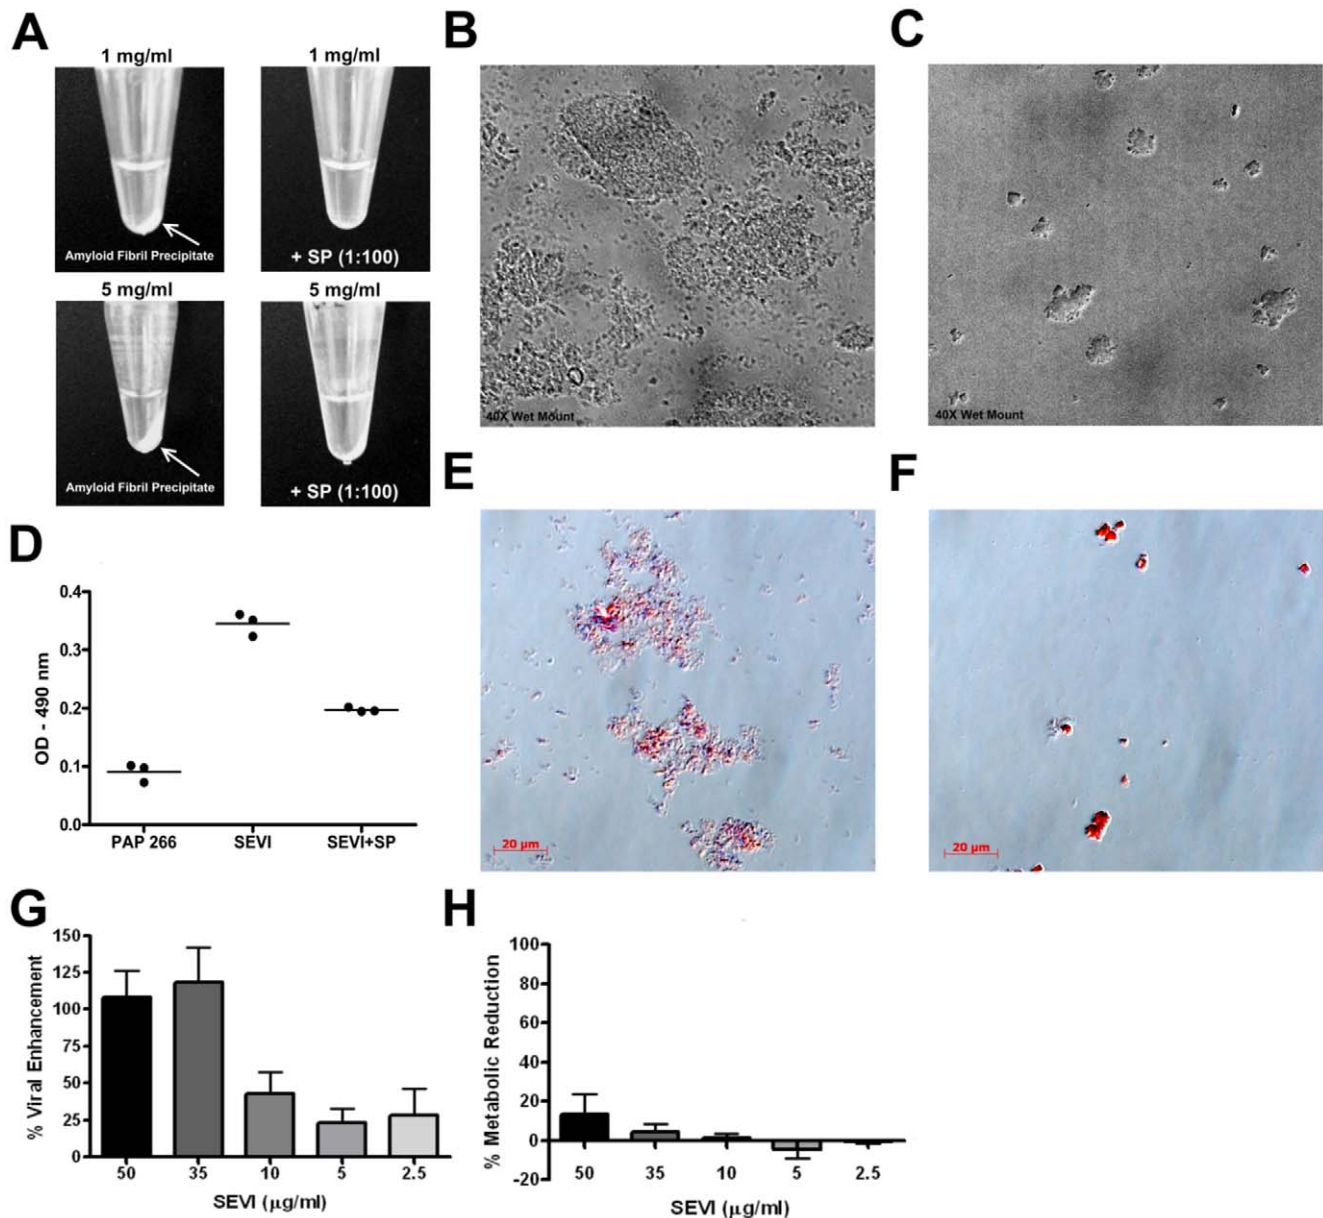 A
1 mg/ml
1 mg/ml
Amyloid Fibril Precipitate
+ SP (1:100)
5 mg/ml
5 mg/ml
Amyloid Fibril Precipitate
+ SP (1:100)
B
40X Wet Mount
C
40X Wet Mount
D
OD - 490 nm
0.4
0.3
0.2
0.1
0.0
PAP 266 SEVI SEVI+SP
E
20 μm
F
20 μm
G
% Viral Enhancement
150
125
100
75
50
25
0
50 35 10 5 2.5
SEVI (μg/ml)
H
% Metabolic Reduction
100
80
60
40
20
0
-20
50 35 10 5 2.5
SEVI (μg/ml)